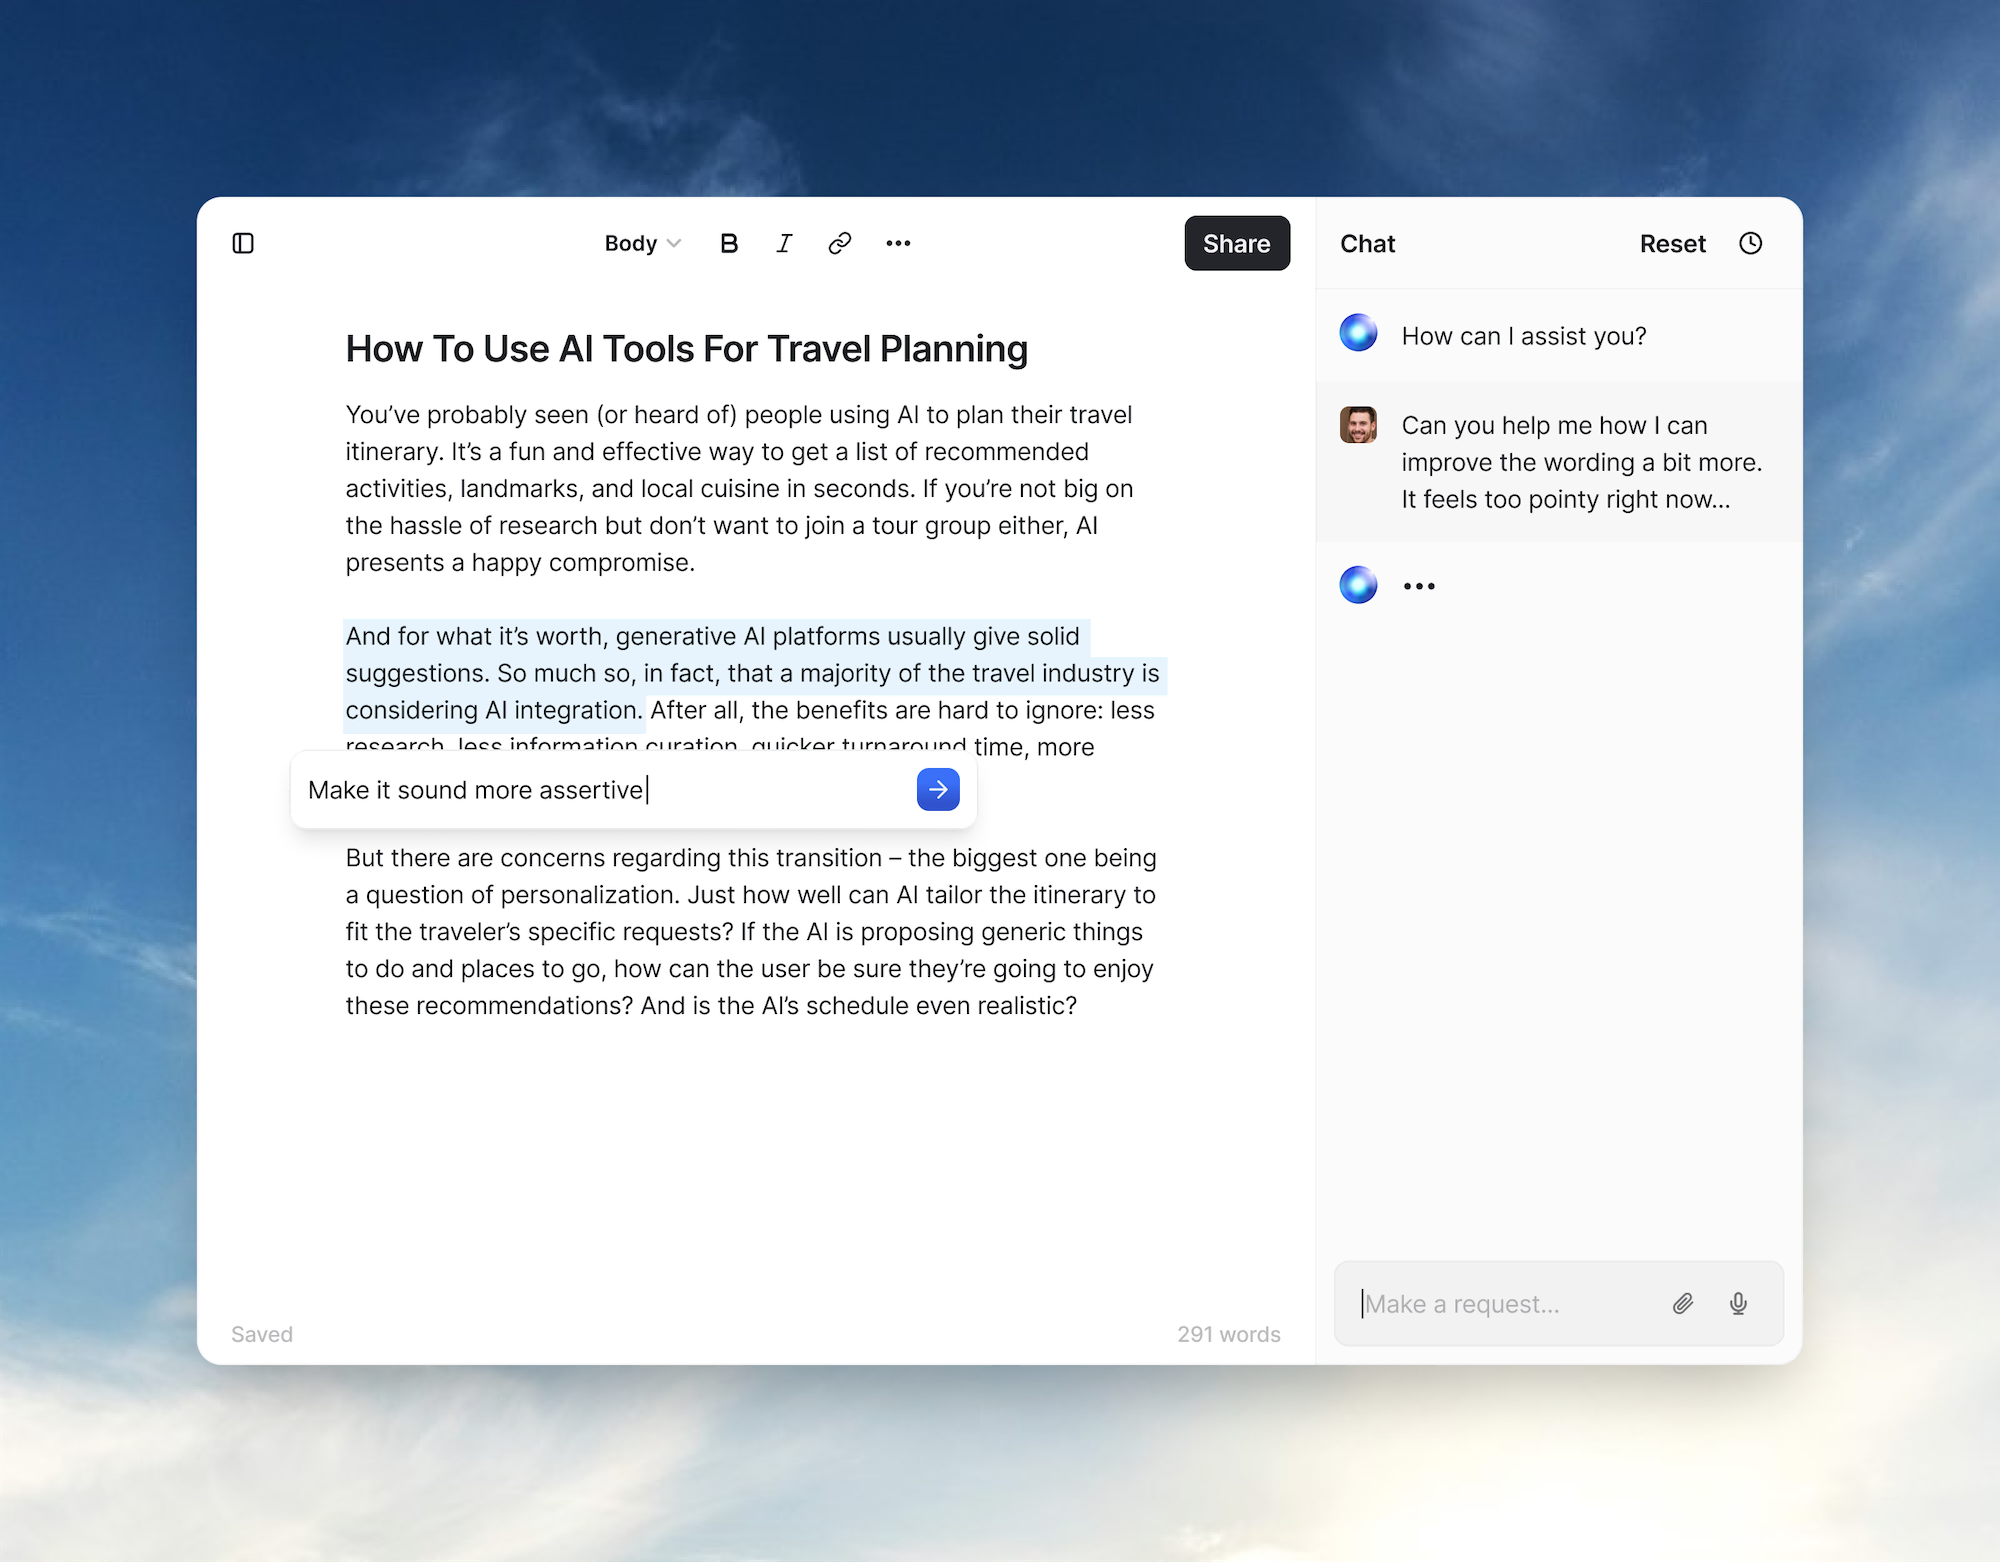 Body
Share
How To Use AI Tools For Travel Planning
You’ve probably seen (or heard of) people using AI to plan their travel
itinerary. It’s a fun and effective way to get a list of recommended
activities, landmarks, and local cuisine in seconds. If you’re not big on
the hassle of research but don’t want to join a tour group either, AI
presents a happy compromise.
And for what it’s worth, generative AI platforms usually give solid
suggestions. So much so, in fact, that a majority of the travel industry is
considering AI integration. After all, the benefits are hard to ignore: less
research, less information curation, quicker turnaround time, more
Make it sound more assertive
But there are concerns regarding this transition – the biggest one being
a question of personalization. Just how well can AI tailor the itinerary to
fit the traveler’s specific requests? If the AI is proposing generic things
to do and places to go, how can the user be sure they’re going to enjoy
these recommendations? And is the AI’s schedule even realistic?
Saved
291 words
Chat
Reset
How can I assist you?
Can you help me how I can
improve the wording a bit more.
It feels too pointy right now...
Make a request...